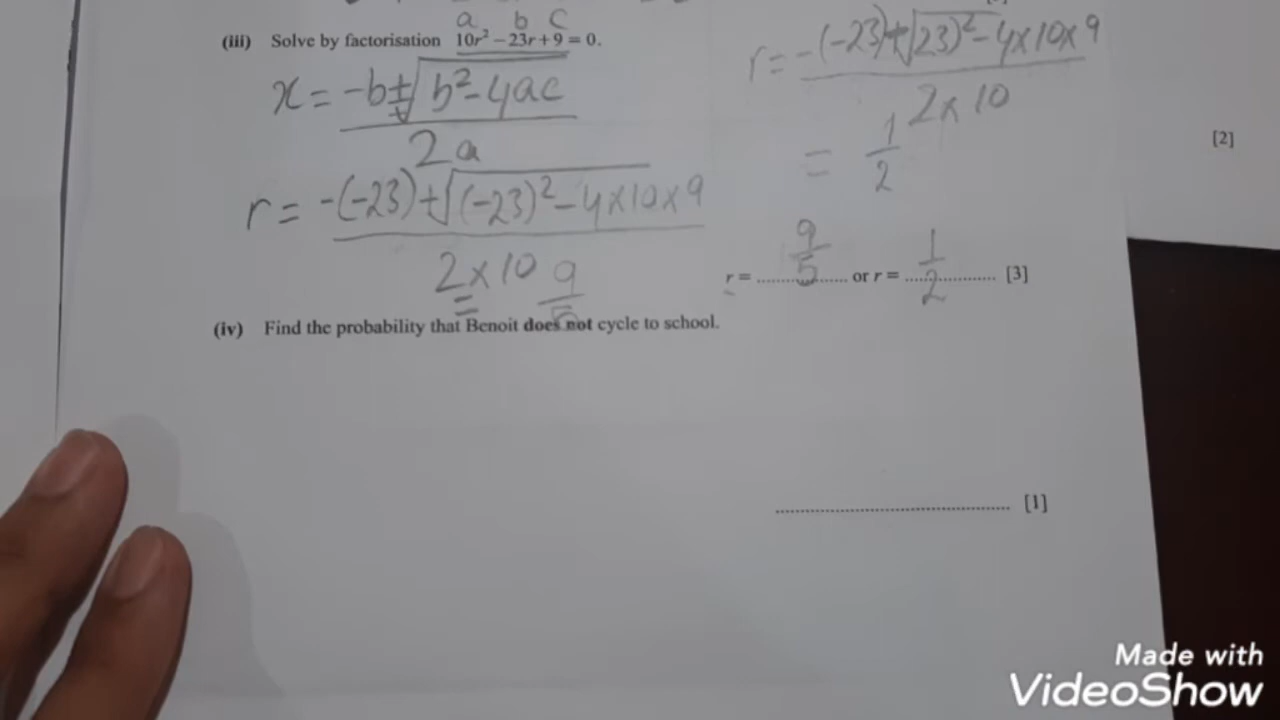 a b c
(iii) Solve by factorisation 10r² – 23r + 9 = 0.
x = -b ± √b² - 4ac
2a
r = -(-23) + √(-23)² - 4×10×9
2 × 10
9
r = -(-23) + √23)² - 4×10×9
2 × 10
= 1/2
[2]
r = 9/5 or r = 1/2 [3]
(iv) Find the probability that Benoit does not cycle to school.
[1]
Made with
VideoShow